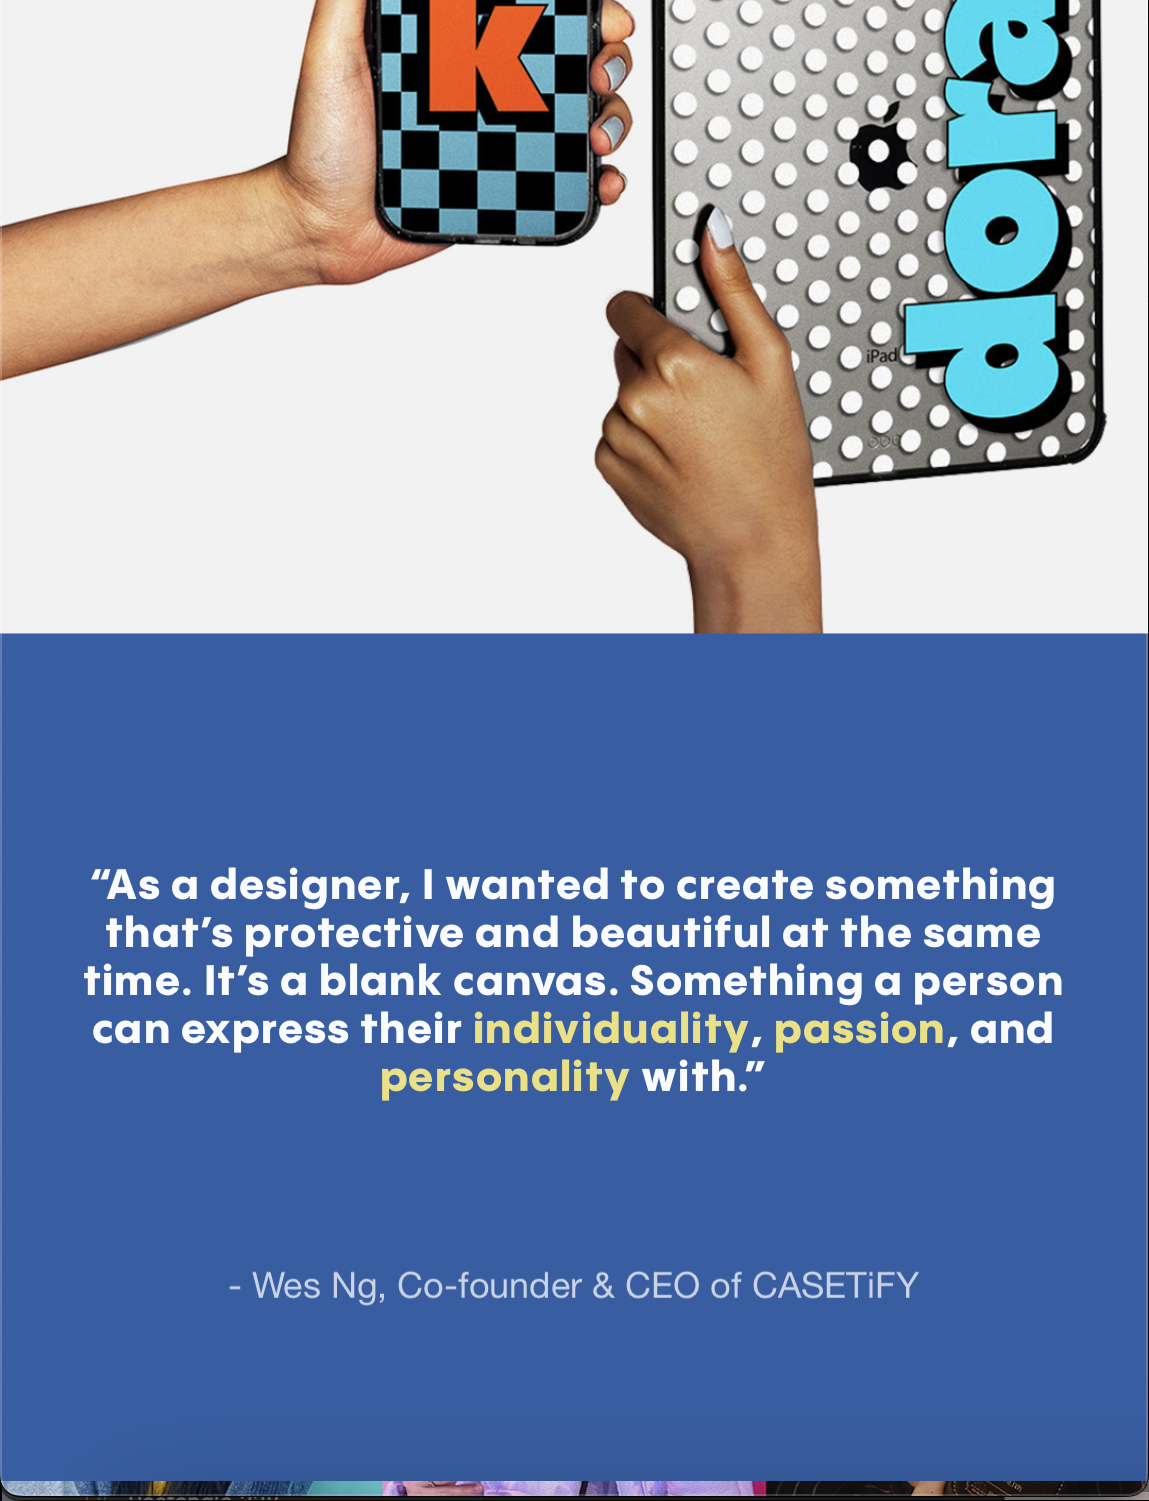 k
dora
iPad
“As a designer, I wanted to create something
that’s protective and beautiful at the same
time. It’s a blank canvas. Something a person
can express their individuality, passion, and
personality with.”
- Wes Ng, Co-founder & CEO of CASETiFY